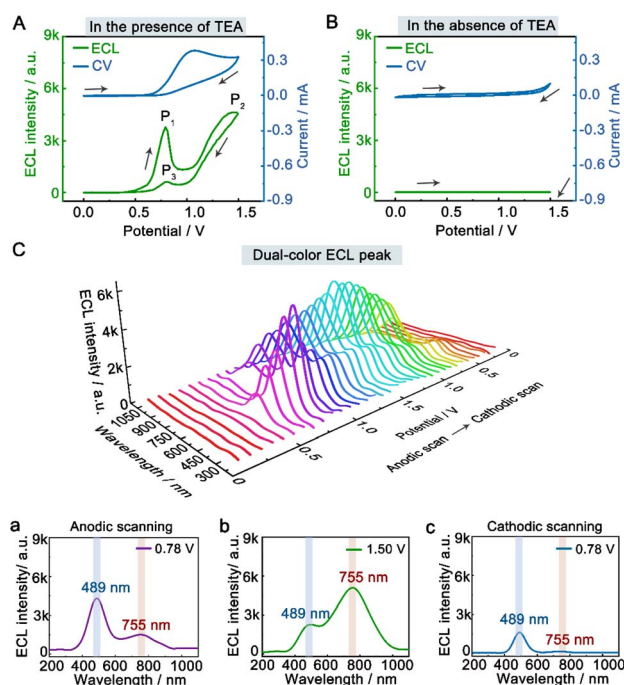 A
In the presence of TEA
9k
6k
3k
0
ECL intensity / a.u.
ECL
CV
P1
P2
P3
0.3
0.0
-0.3
-0.6
-0.9
Current / mA
0.0 0.5 1.0 1.5
Potential / V
B
In the absence of TEA
9k
6k
3k
0
ECL intensity / a.u.
ECL
CV
0.3
0.0
-0.3
-0.6
-0.9
Current / mA
0.0 0.5 1.0 1.5
Potential / V
C
Dual-color ECL peak
ECL intensity / a.u.
6k
4k
2k
0
1050
900
750
600
450
300
Wavelength / nm
0
0.5
1.0
1.5
1.0
0.5
0
Potential / V
Anodic scan → Cathodic scan
a
Anodic scanning
9k
6k
3k
0
ECL intensity/ a.u.
0.78 V
489 nm
755 nm
200 400 600 800 1000
Wavelength / nm
b
9k
6k
3k
0
ECL intensity / a.u.
1.50 V
755 nm
489 nm
200 400 600 800 1000
Wavelength / nm
c
Cathodic scanning
9k
6k
3k
0
ECL intensity / a.u.
0.78 V
489 nm
755 nm
200 400 600 800 1000
Wavelength / nm